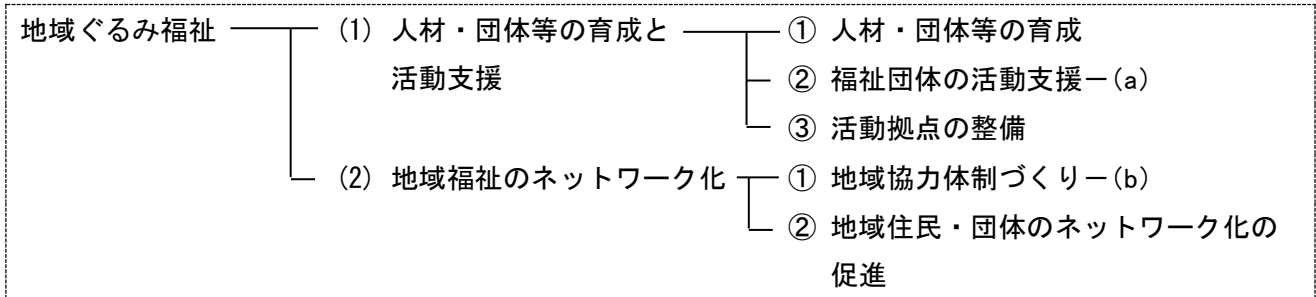 地域ぐるみ福祉 (1) 人材・団体等の育成と ① 人材・団体等の育成
活動支援 ② 福祉団体の活動支援－(a)
③ 活動拠点の整備
(2) 地域福祉のネットワーク化 ① 地域協力体制づくり－(b)
② 地域住民・団体のネットワーク化の
促進